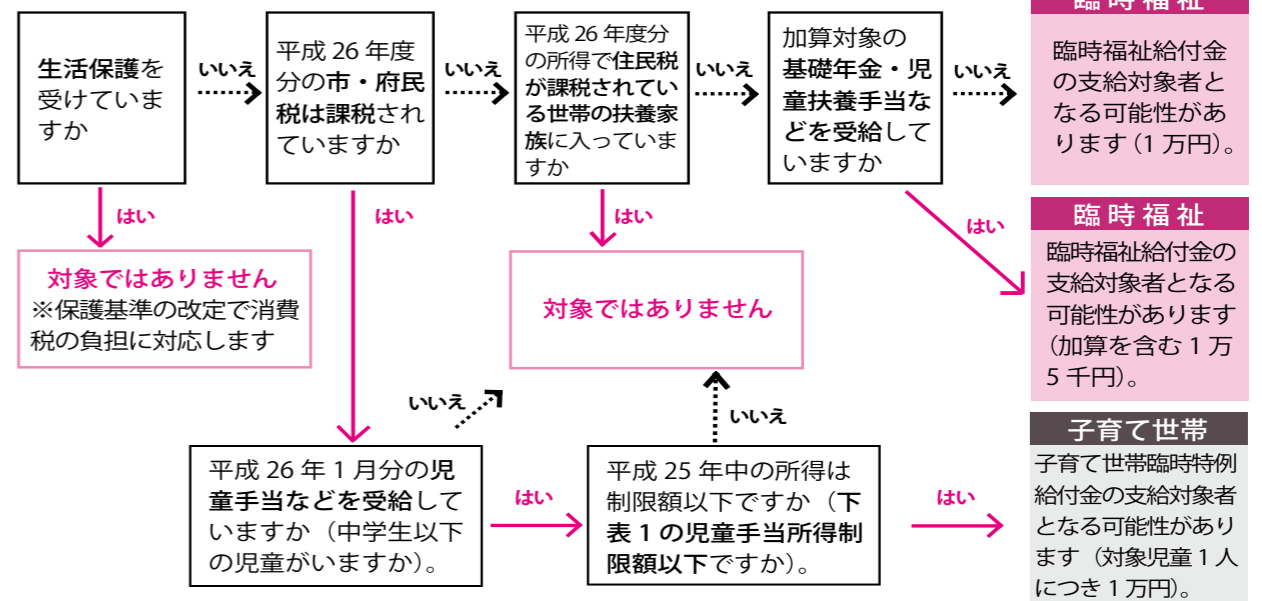 生活保護を
受けていま
すか
いいえ
平成 26 年度
分の市・府民
税は課税され
ていますか
いいえ
平成 26 年度分
の所得で住民税
が課税されてい
る世帯の扶養家
族に入っていま
すか
いいえ
加算対象の
基礎年金・児
童扶養手当な
どを受給して
いますか
いいえ
臨時福祉
臨時福祉給付金
の支給対象者と
なる可能性があ
ります（1 万円）。
はい
はい
はい
はい
対象ではありません
※保護基準の改定で消費
税の負担に対応します
対象ではありません
臨時福祉
臨時福祉給付金の
支給対象者となる
可能性があります
（加算を含む 1 万
5 千円）。
いいえ
いいえ
平成 26 年 1 月分の児
童手当などを受給して
いますか（中学生以下
の児童がいますか）。
はい
平成 25 年中の所得は
制限額以下ですか（下
表 1 の児童手当所得制
限額以下ですか）。
はい
子育て世帯
子育て世帯臨時特例
給付金の支給対象者
となる可能性があり
ます（対象児童 1 人
につき 1 万円）。